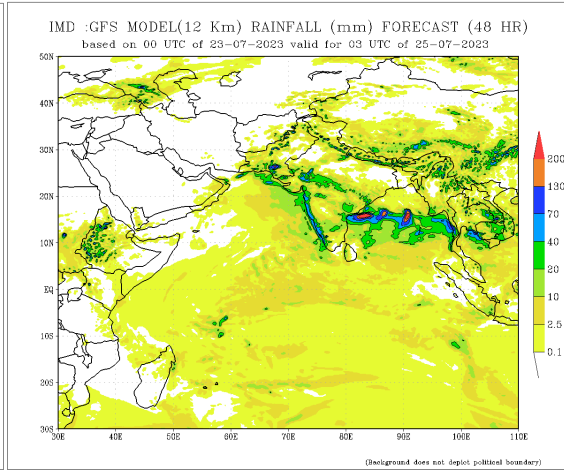 IMD :GFS MODEL(12 Km) RAINFALL (mm) FORECAST (48 HR)
based on 00 UTC of 23-07-2023 valid for 03 UTC of 25-07-2023
50N
40N
30N
20N
10N
EQ
10S
20S
30S
30E 40E 50E 60E 70E 80E 90E 100E 110E
200
130
70
40
20
10
2.5
0.1
(Background does not depict political boundary)